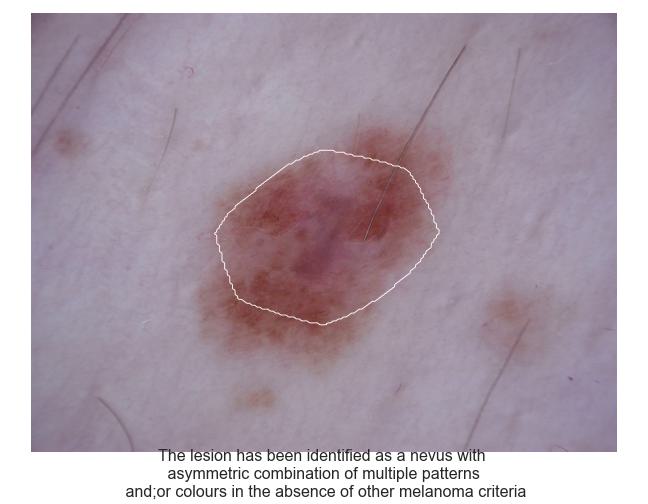 The lesion has been identified as a nevus with
asymmetric combination of multiple patterns
and;or colours in the absence of other melanoma criteria